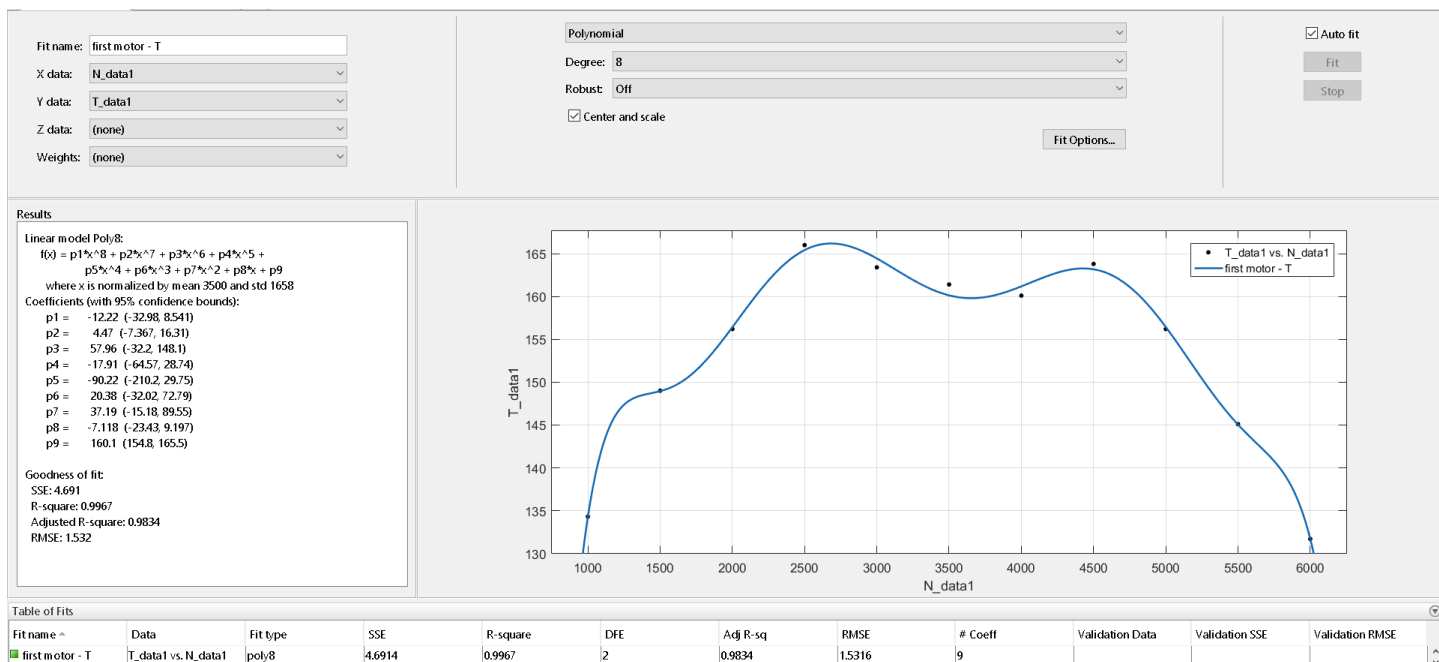 Fit name: first motor - T
X data: N_data1
Y data: T_data1
Z data: (none)
Weights: (none)
Polynomial
Degree: 8
Robust: Off
Center and scale
Fit Options...
Auto fit
Fit
Stop
Results
Linear model Poly8:
f(x) = p1*x^8 + p2*x^7 + p3*x^6 + p4*x^5 +
p5*x^4 + p6*x^3 + p7*x^2 + p8*x + p9
where x is normalized by mean 3500 and std 1658
Coefficients (with 95% confidence bounds):
p1 = -12.22 (-32.98, 8.541)
p2 = 4.47 (-7.367, 16.31)
p3 = 57.96 (-32.2, 148.1)
p4 = -17.91 (-64.57, 28.74)
p5 = -90.22 (-210.2, 29.75)
p6 = 20.38 (-32.02, 72.79)
p7 = 37.19 (-15.18, 89.55)
p8 = -7.118 (-23.43, 9.197)
p9 = 160.1 (154.8, 165.5)
Goodness of fit:
SSE: 4.691
R-square: 0.9967
Adjusted R-square: 0.9834
RMSE: 1.532
T_data1 vs. N_data1
first motor - T
165
160
155
150
145
140
135
130
T_data1
1000 1500 2000 2500 3000 3500 4000 4500 5000 5500 6000
N_data1
Table of Fits
Fit name Data Fit type SSE R-square DFE Adj R-sq RMSE # Coeff Validation Data Validation SSE Validation RMSE
first motor - T T_data1 vs. N_data1 poly8 4.6914 0.9967 2 0.9834 1.5316 9